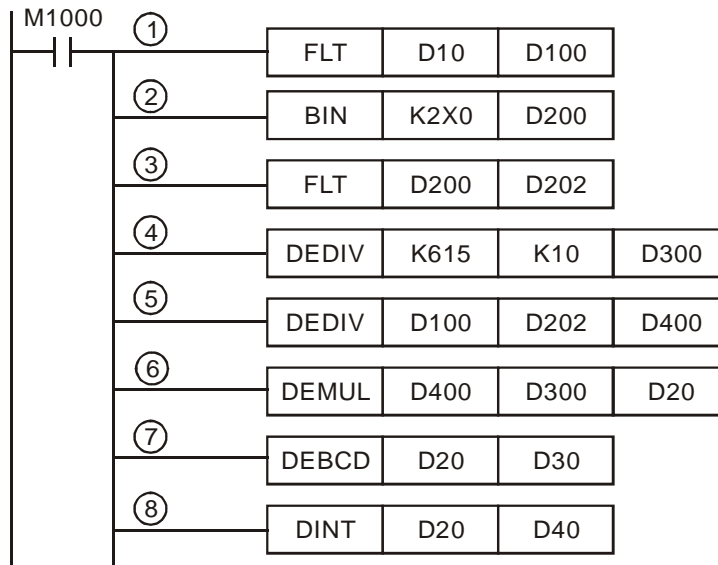 M1000
① FLT D10 D100
② BIN K2X0 D200
③ FLT D200 D202
④ DEDIV K615 K10 D300
⑤ DEDIV D100 D202 D400
⑥ DEMUL D400 D300 D20
⑦ DEBCD D20 D30
⑧ DINT D20 D40